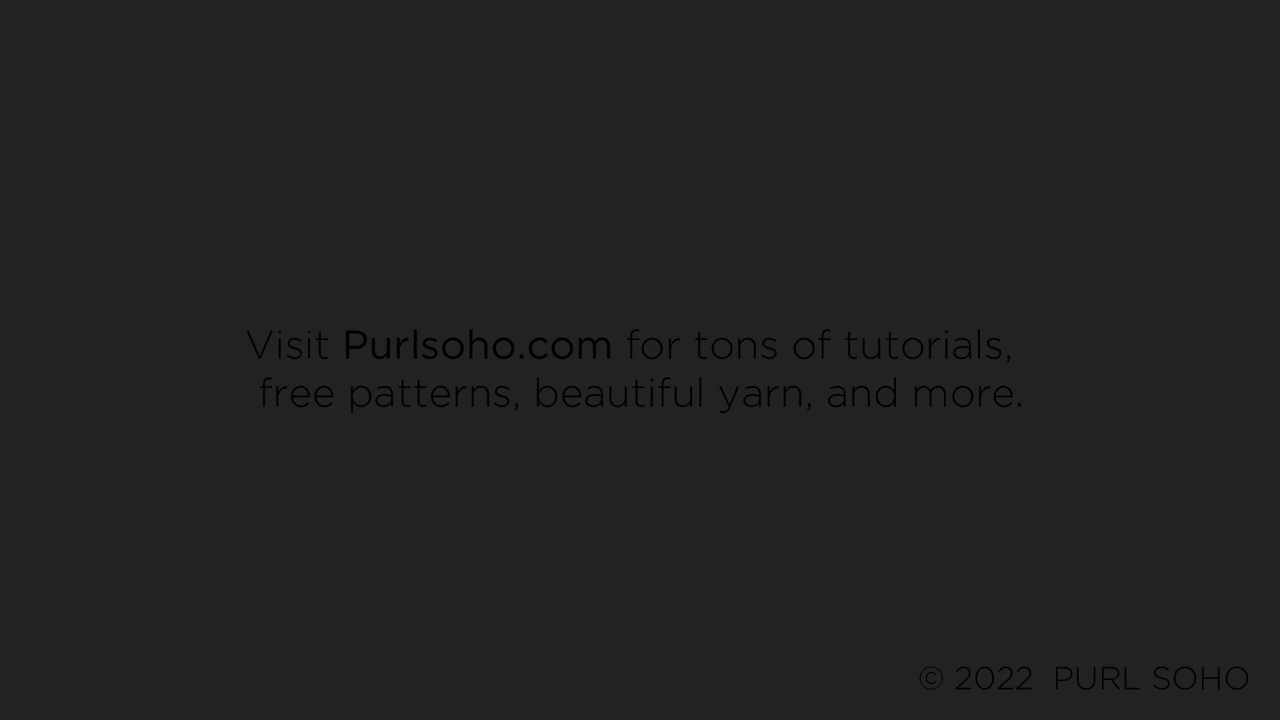 Visit Purlsoho.com for tons of tutorials,
free patterns, beautiful yarn, and more.
© 2022 PURL SOHO